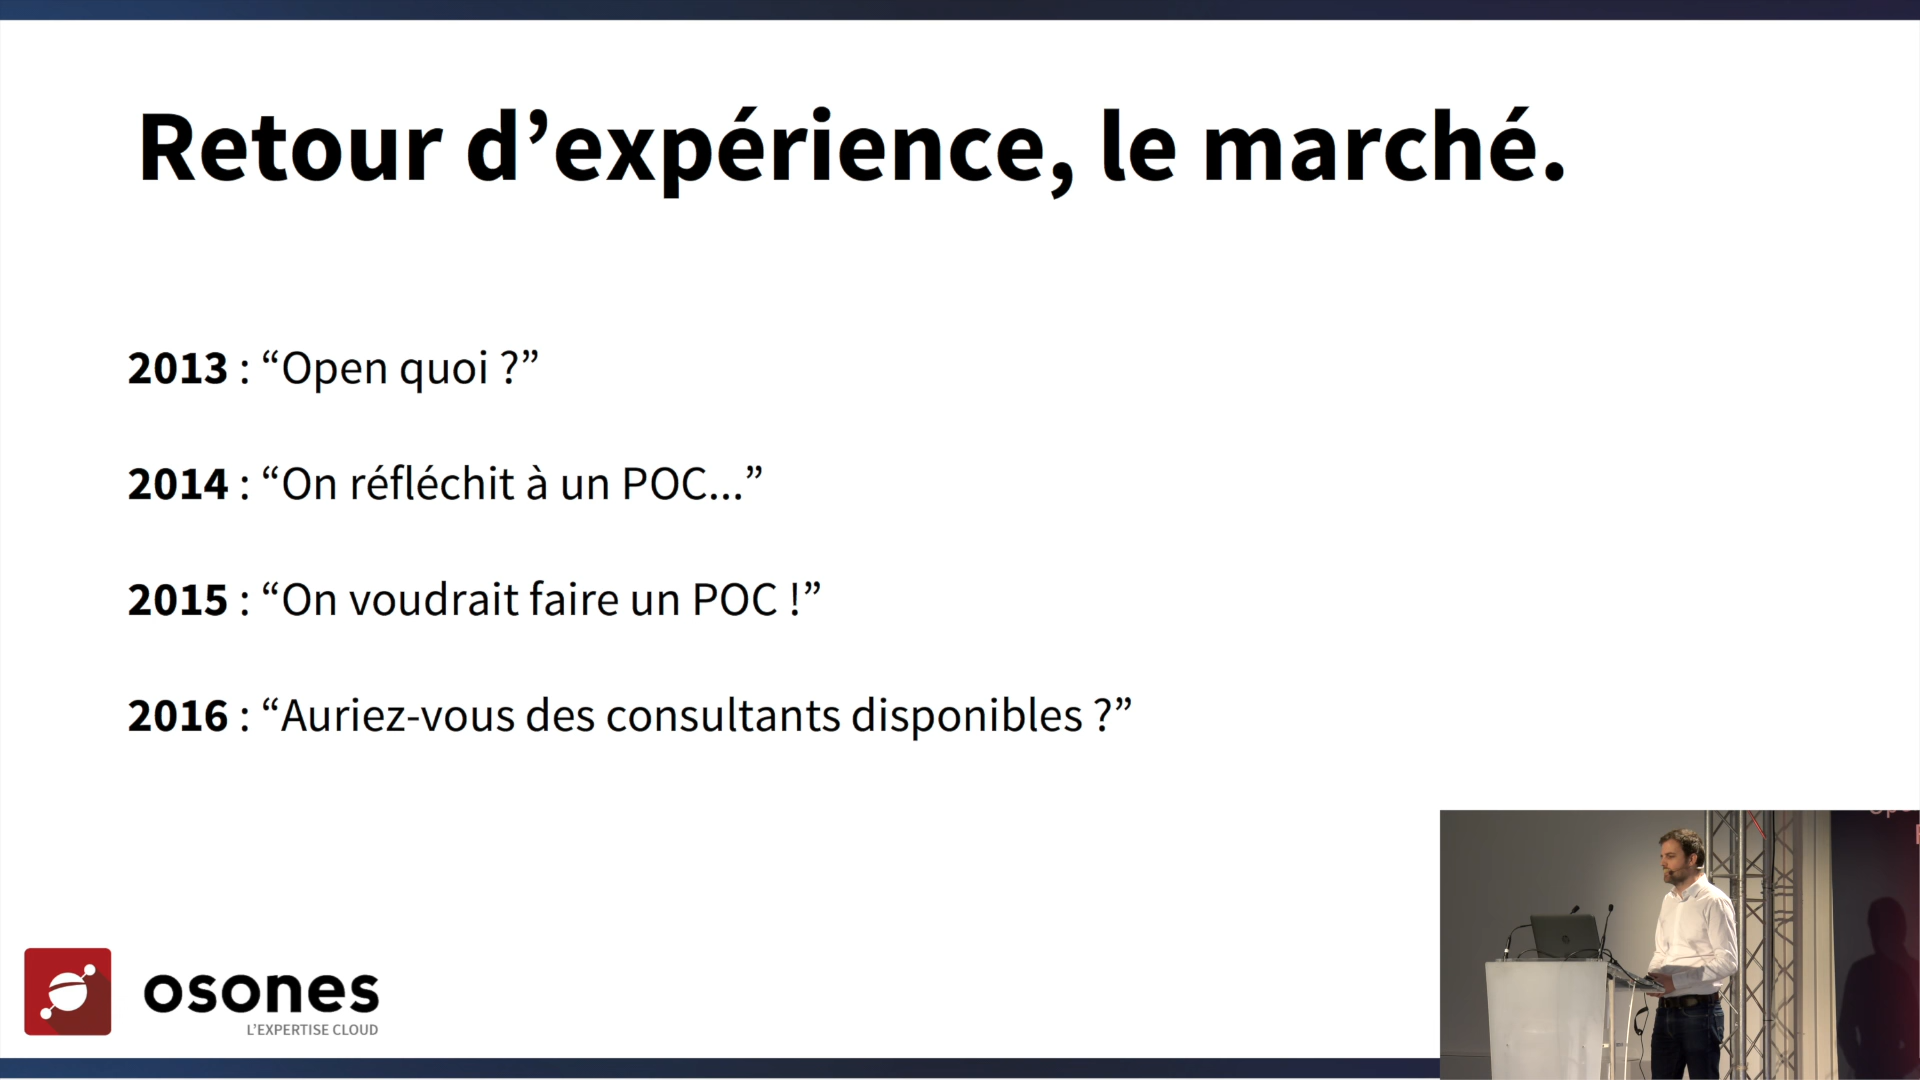 Retour d’expérience, le marché.
2013 : “Open quoi ?”
2014 : “On réfléchit à un POC...”
2015 : “On voudrait faire un POC !”
2016 : “Auriez-vous des consultants disponibles ?”
osones
L’EXPERTISE CLOUD